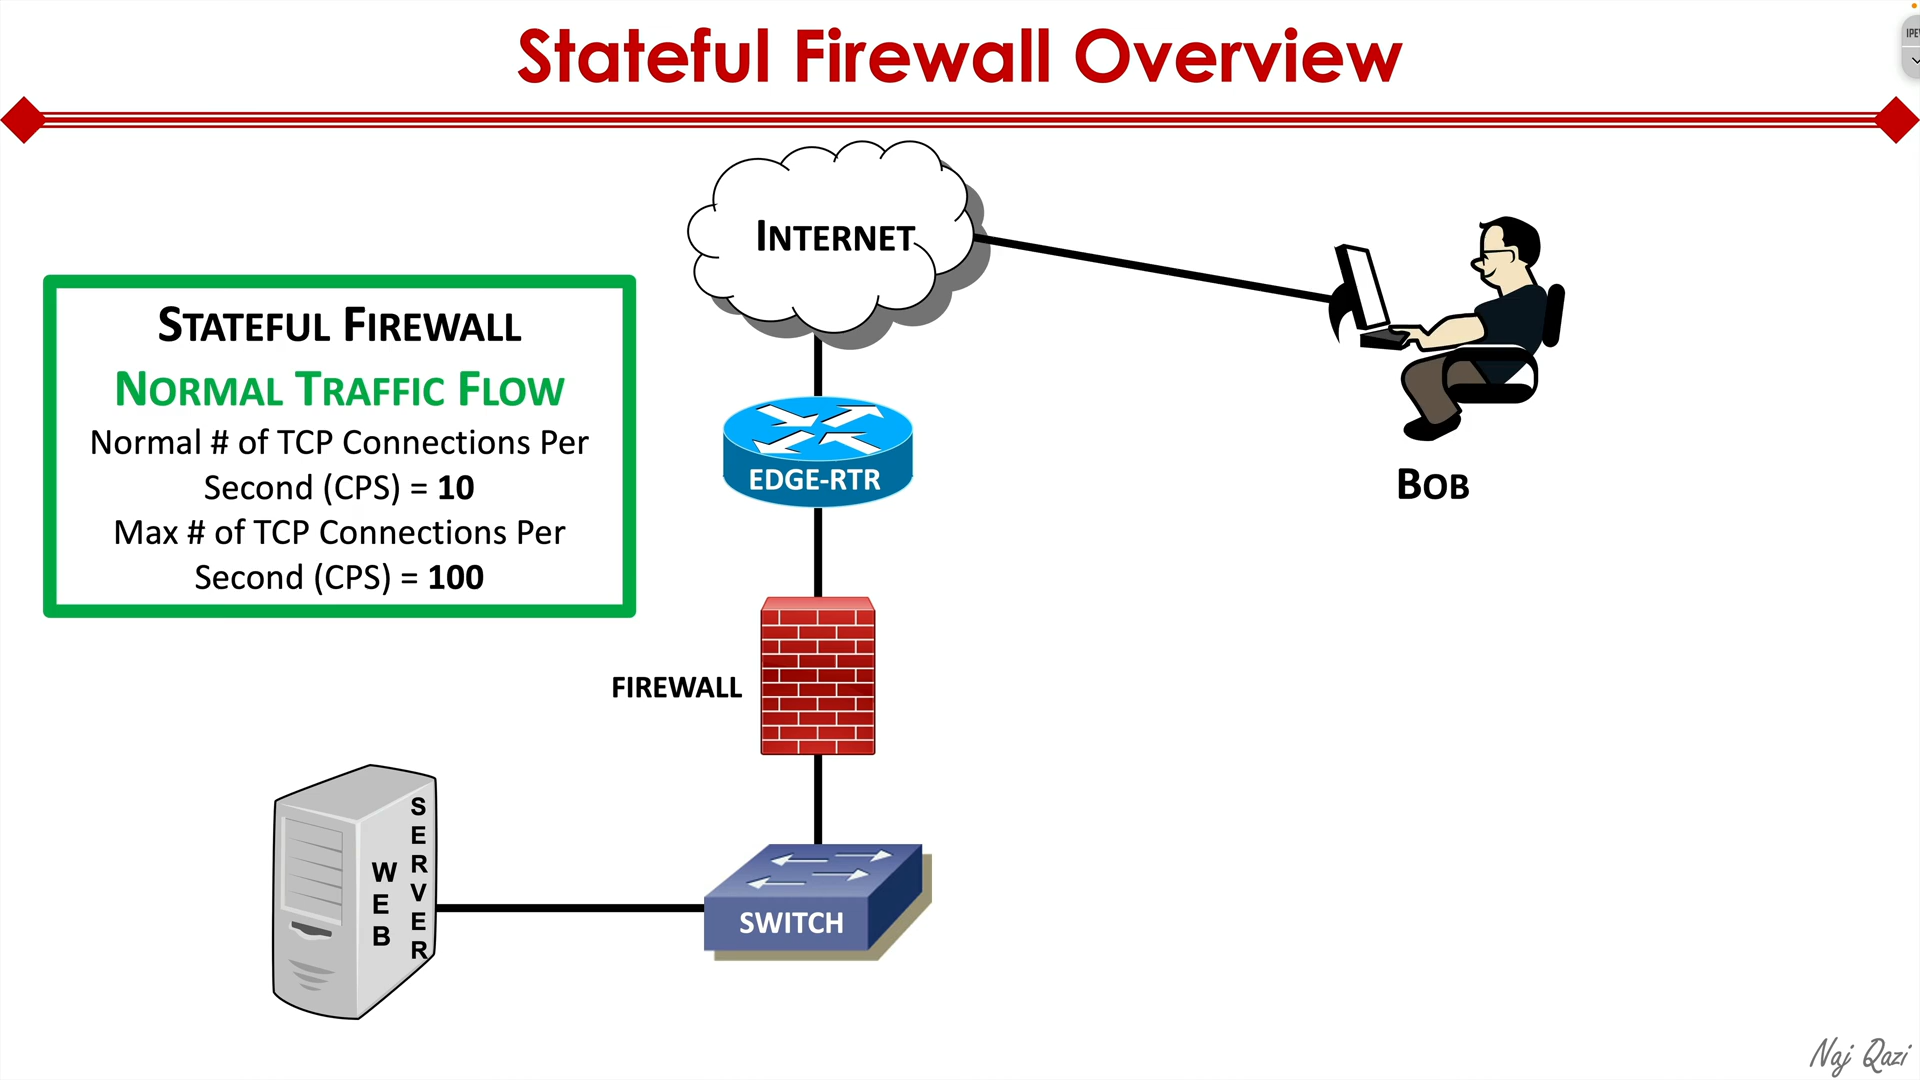 Stateful Firewall Overview
INTERNET
STATEFUL FIREWALL
NORMAL TRAFFIC FLOW
Normal # of TCP Connections Per
Second (CPS) = 10
Max # of TCP Connections Per
Second (CPS) = 100
EDGE-RTR
BOB
FIREWALL
WEB
SERVER
SWITCH
Naj Qazi